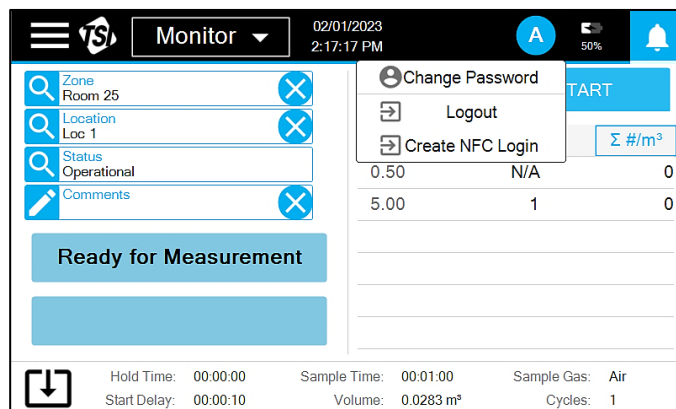 TSI
Monitor
02/01/2023
2:17:17 PM
A
50%
Change Password
Logout
Create NFC Login
Zone
Room 25
Location
Loc 1
Status
Operational
Comments
TART
Σ #/m³
0.50 N/A 0
5.00 1 0
Ready for Measurement
Hold Time: 00:00:00 Sample Time: 00:01:00 Sample Gas: Air
Start Delay: 00:00:10 Volume: 0.0283 m³ Cycles: 1